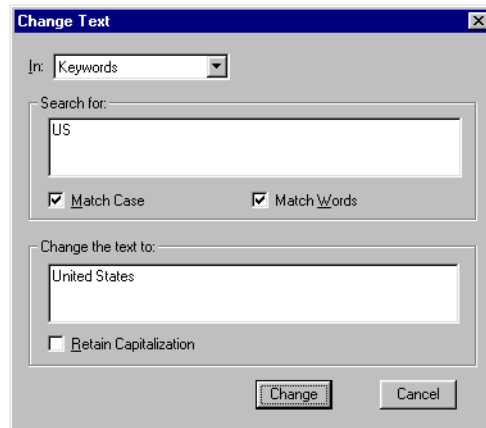 Change Text
In: Keywords
Search for:
US
Match Case Match Words
Change the text to:
United States
Retain Capitalization
Change Cancel